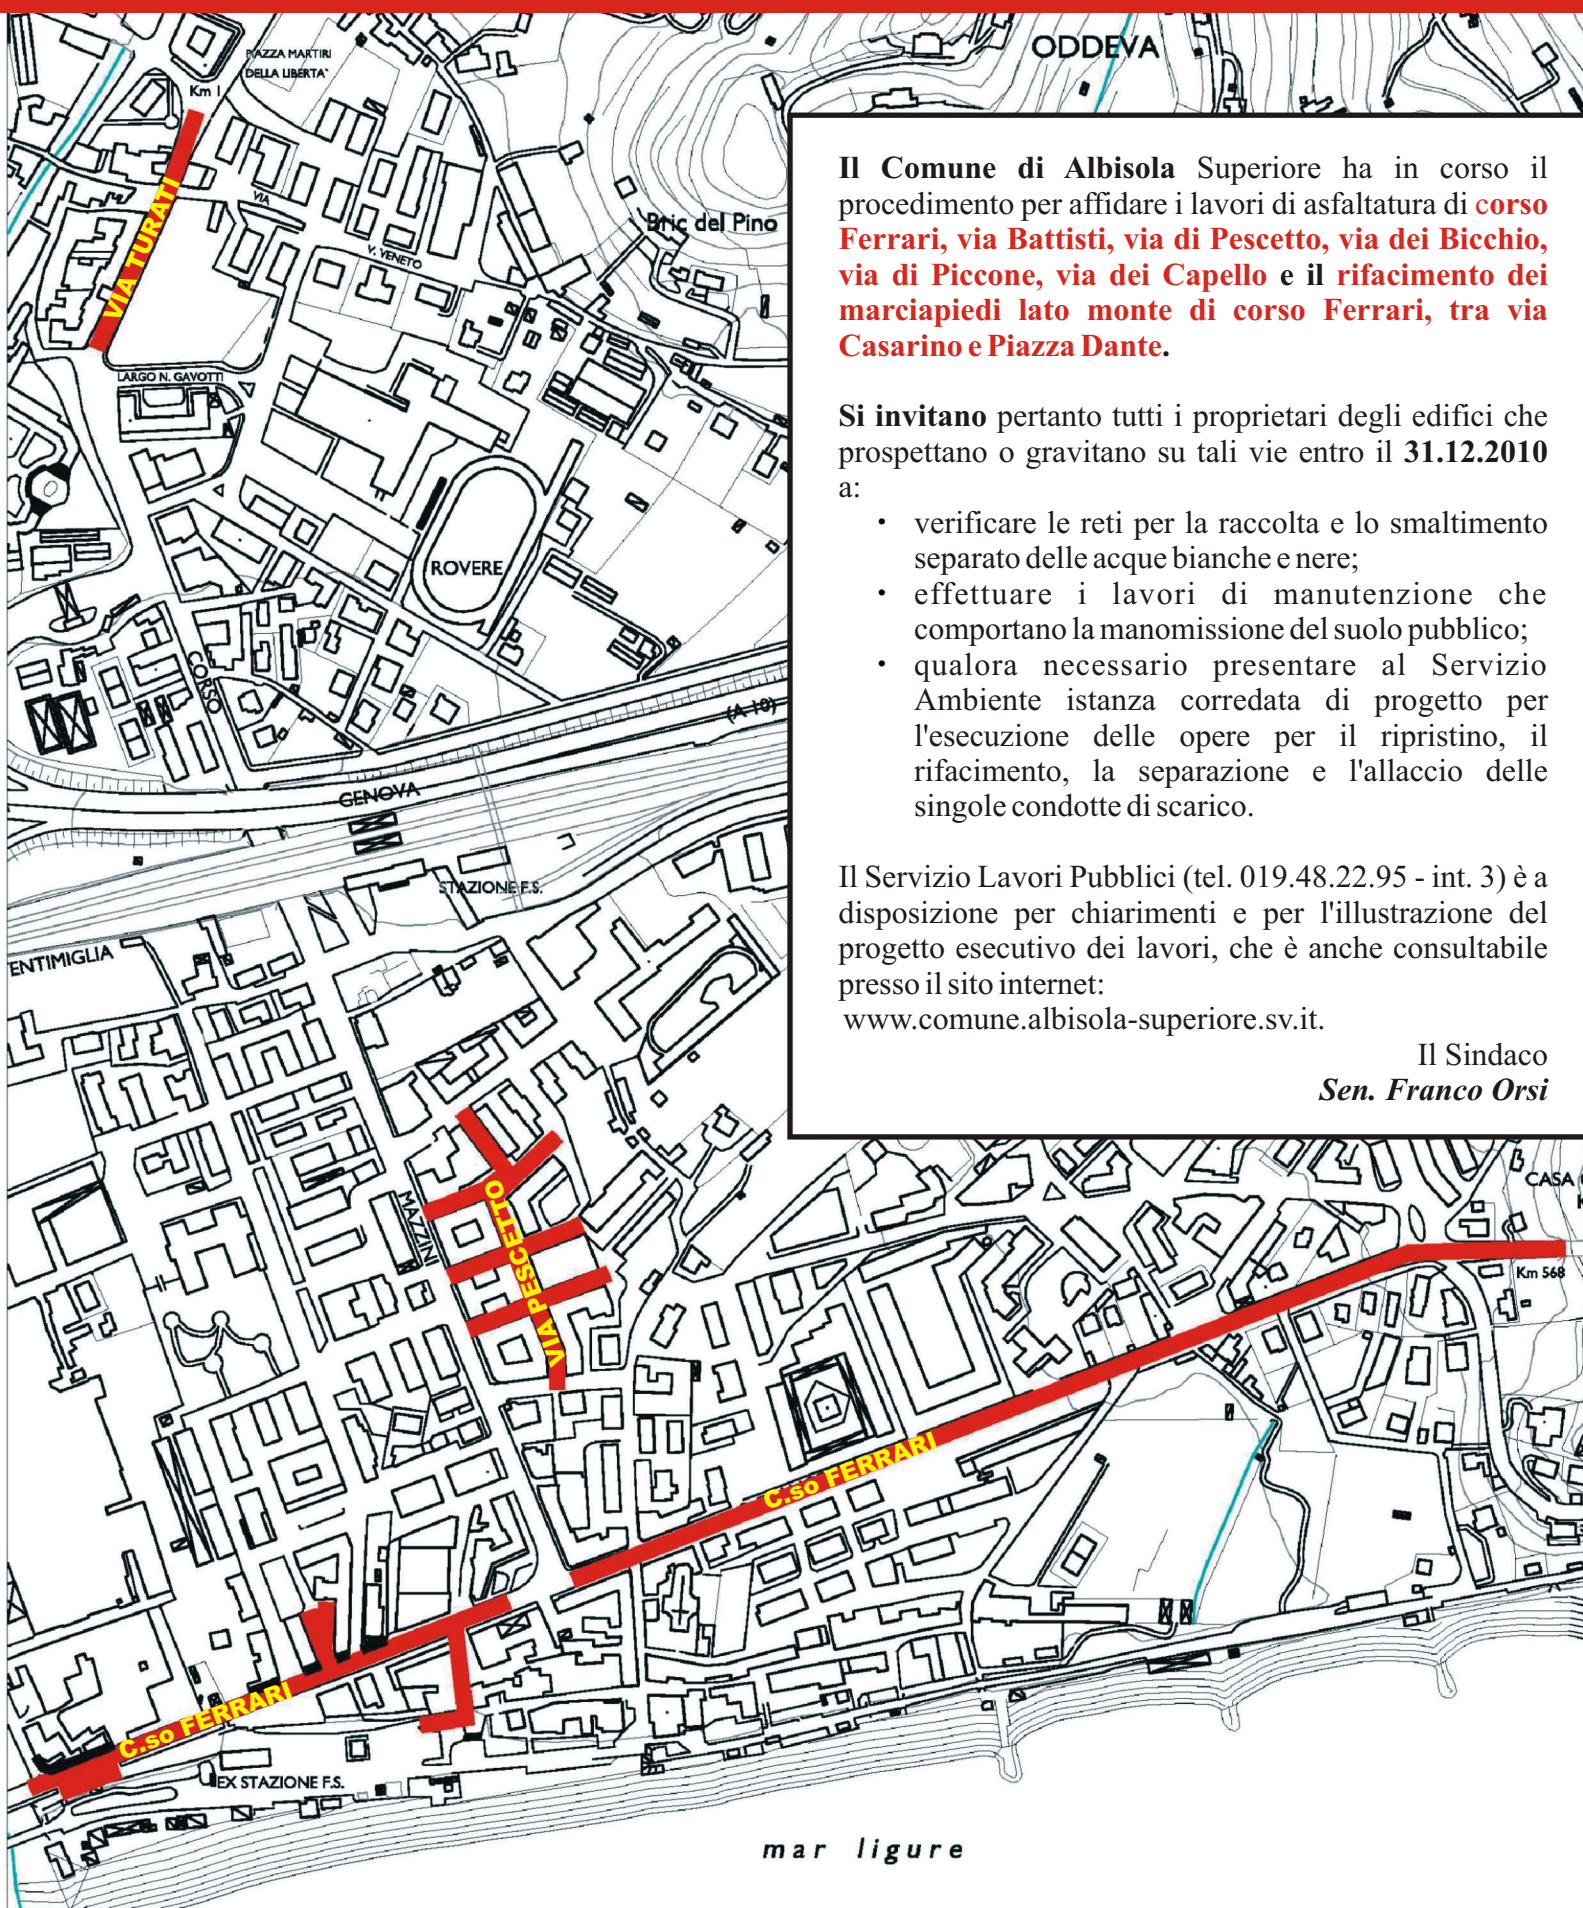 PIAZZA MARTIRI
DELLA LIBERTA'
Km 1
ODDEVA
VIA TURATI
VIA
V. VENETO
Bric del Pino
LARGO N. GAVOTTI
ROVERE
CORSO
(A 10)
GENOVA
STAZIONE F.S.
ENTIMIGLIA
Il Comune di Albisola Superiore ha in corso il
procedimento per affidare i lavori di asfaltatura di corso
Ferrari, via Battisti, via di Pescetto, via dei Bicchio,
via di Piccone, via dei Capello e il rifacimento dei
marciapiedi lato monte di corso Ferrari, tra via
Casarino e Piazza Dante.
Si invitano pertanto tutti i proprietari degli edifici che
prospettano o gravitano su tali vie entro il 31.12.2010
a:
· verificare le reti per la raccolta e lo smaltimento
separato delle acque bianche e nere;
· effettuare i lavori di manutenzione che
comportano la manomissione del suolo pubblico;
· qualora necessario presentare al Servizio
Ambiente istanza corredata di progetto per
l'esecuzione delle opere per il ripristino, il
rifacimento, la separazione e l'allaccio delle
singole condotte di scarico.
Il Servizio Lavori Pubblici (tel. 019.48.22.95 - int. 3) è a
disposizione per chiarimenti e per l'illustrazione del
progetto esecutivo dei lavori, che è anche consultabile
presso il sito internet:
www.comune.albisola-superiore.sv.it.
Il Sindaco
Sen. Franco Orsi
MAZZINI
VIA PESCETTO
CASA
Km 568
C.so FERRARI
C.so FERRARI
EX STAZIONE F.S.
mar ligure